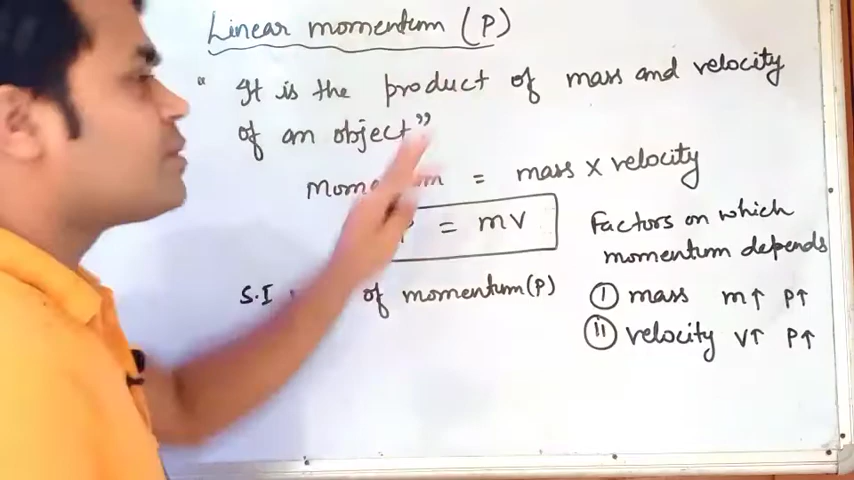 Linear momentum (P)
" It is the product of mass and velocity
of an object"
= mass x velocity
= mv
Factors on which
momentum depends
S.I of momentum(P)
(i) mass m↑ P↑
(ii) velocity v↑ P↑